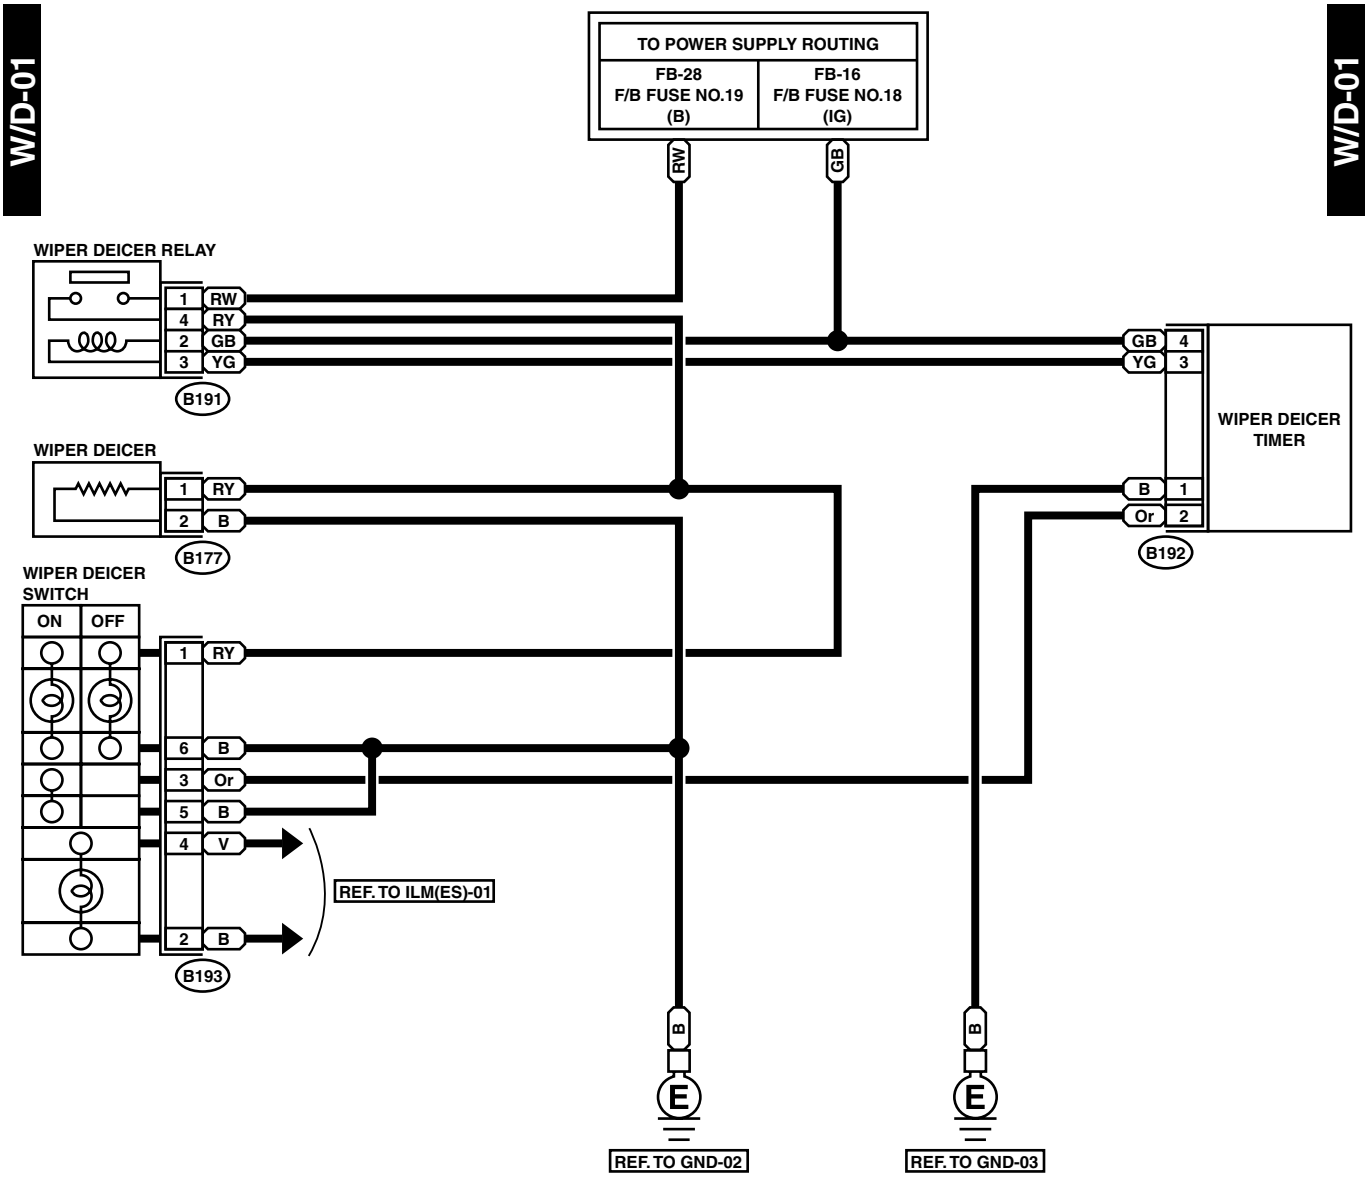 W/D-01
W/D-01
TO POWER SUPPLY ROUTING
FB-28
F/B FUSE NO.19
(B)
FB-16
F/B FUSE NO.18
(IG)
RW
GB
WIPER DEICER RELAY
1 RW
4 RY
2 GB
3 YG
B191
GB 4
YG 3
WIPER DEICER
TIMER
B 1
Or 2
B192
WIPER DEICER
1 RY
2 B
B177
WIPER DEICER
SWITCH
ON OFF
1 RY
6 B
3 Or
5 B
4 V
2 B
B193
REF. TO ILM(ES)-01
B
E
REF. TO GND-02
B
E
REF. TO GND-03